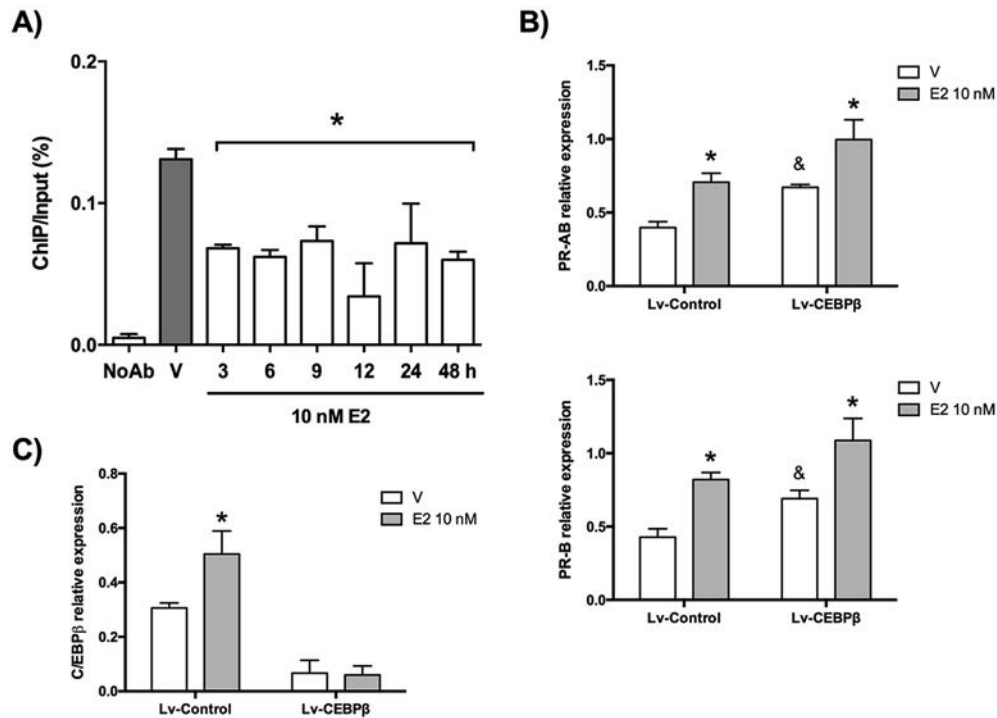 A)
0.2
0.1
0.0
ChIP/Input (%)
*
NoAb V 3 6 9 12 24 48 h
10 nM E2
B)
V
E2 10 nM
1.5
1.0
0.5
0.0
PR-AB relative expression
*
&
*
Lv-Control Lv-CEBPβ
V
E2 10 nM
1.5
1.0
0.5
0.0
PR-B relative expression
*
&
*
Lv-Control Lv-CEBPβ
C)
V
E2 10 nM
0.8
0.6
0.4
0.2
0.0
C/EBPβ relative expression
*
Lv-Control Lv-CEBPβ